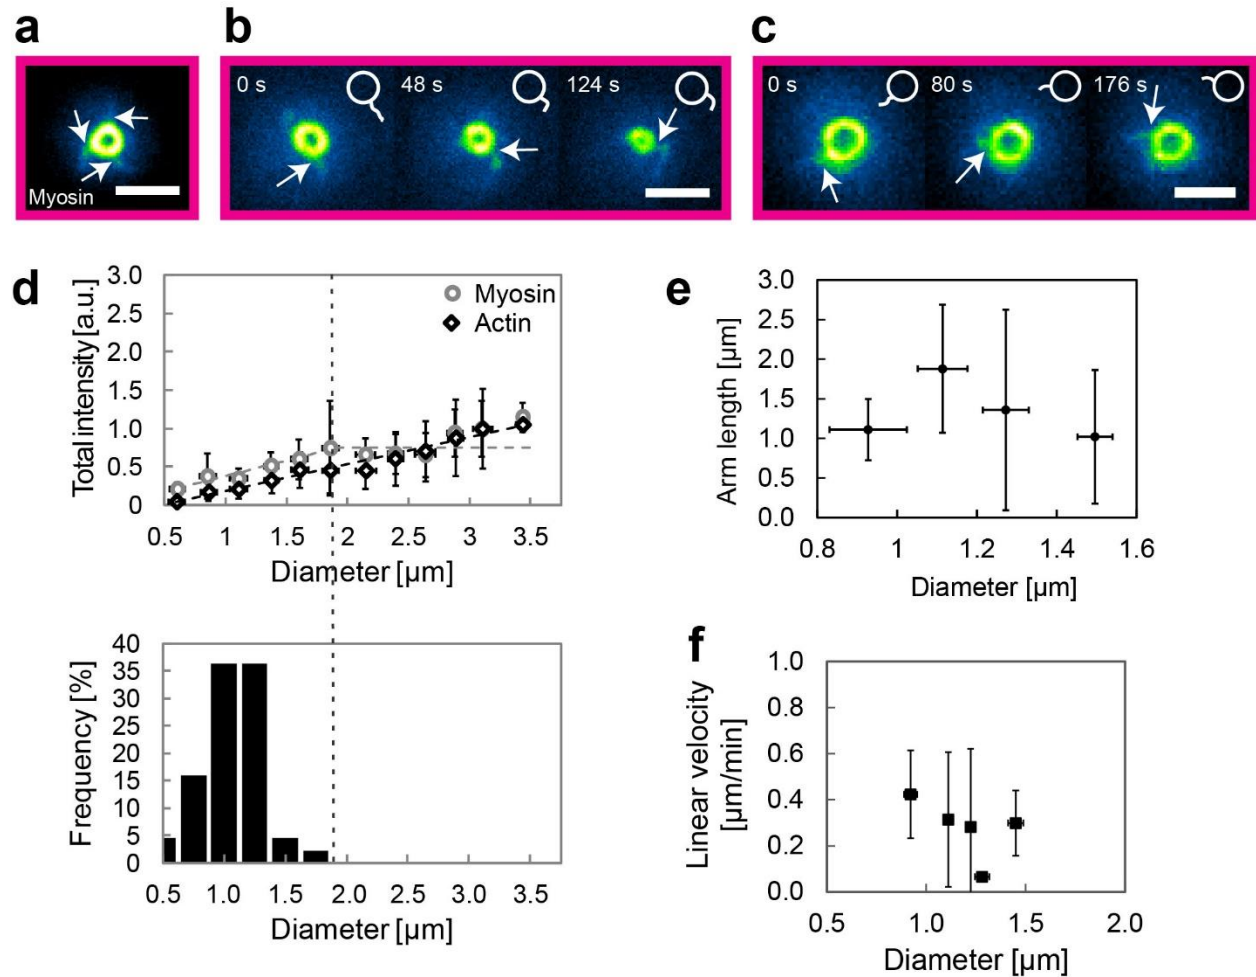 a
b
c
Myosin
0 s
48 s
124 s
0 s
80 s
176 s
d
Total intensity [a.u.]
3.0
2.5
2.0
1.5
1.0
0.5
0
Myosin
Actin
0.5 1 1.5 2 2.5 3 3.5
Diameter [µm]
Frequency [%]
40
35
30
25
20
15
10
5
0
0.5 1.0 1.5 2.0 2.5 3.0 3.5
Diameter [µm]
e
Arm length [µm]
3.0
2.5
2.0
1.5
1.0
0.5
0.0
0.8 1 1.2 1.4 1.6
Diameter [µm]
f
Linear velocity
[µm/min]
1.0
0.8
0.6
0.4
0.2
0.0
0.5 1.0 1.5 2.0
Diameter [µm]